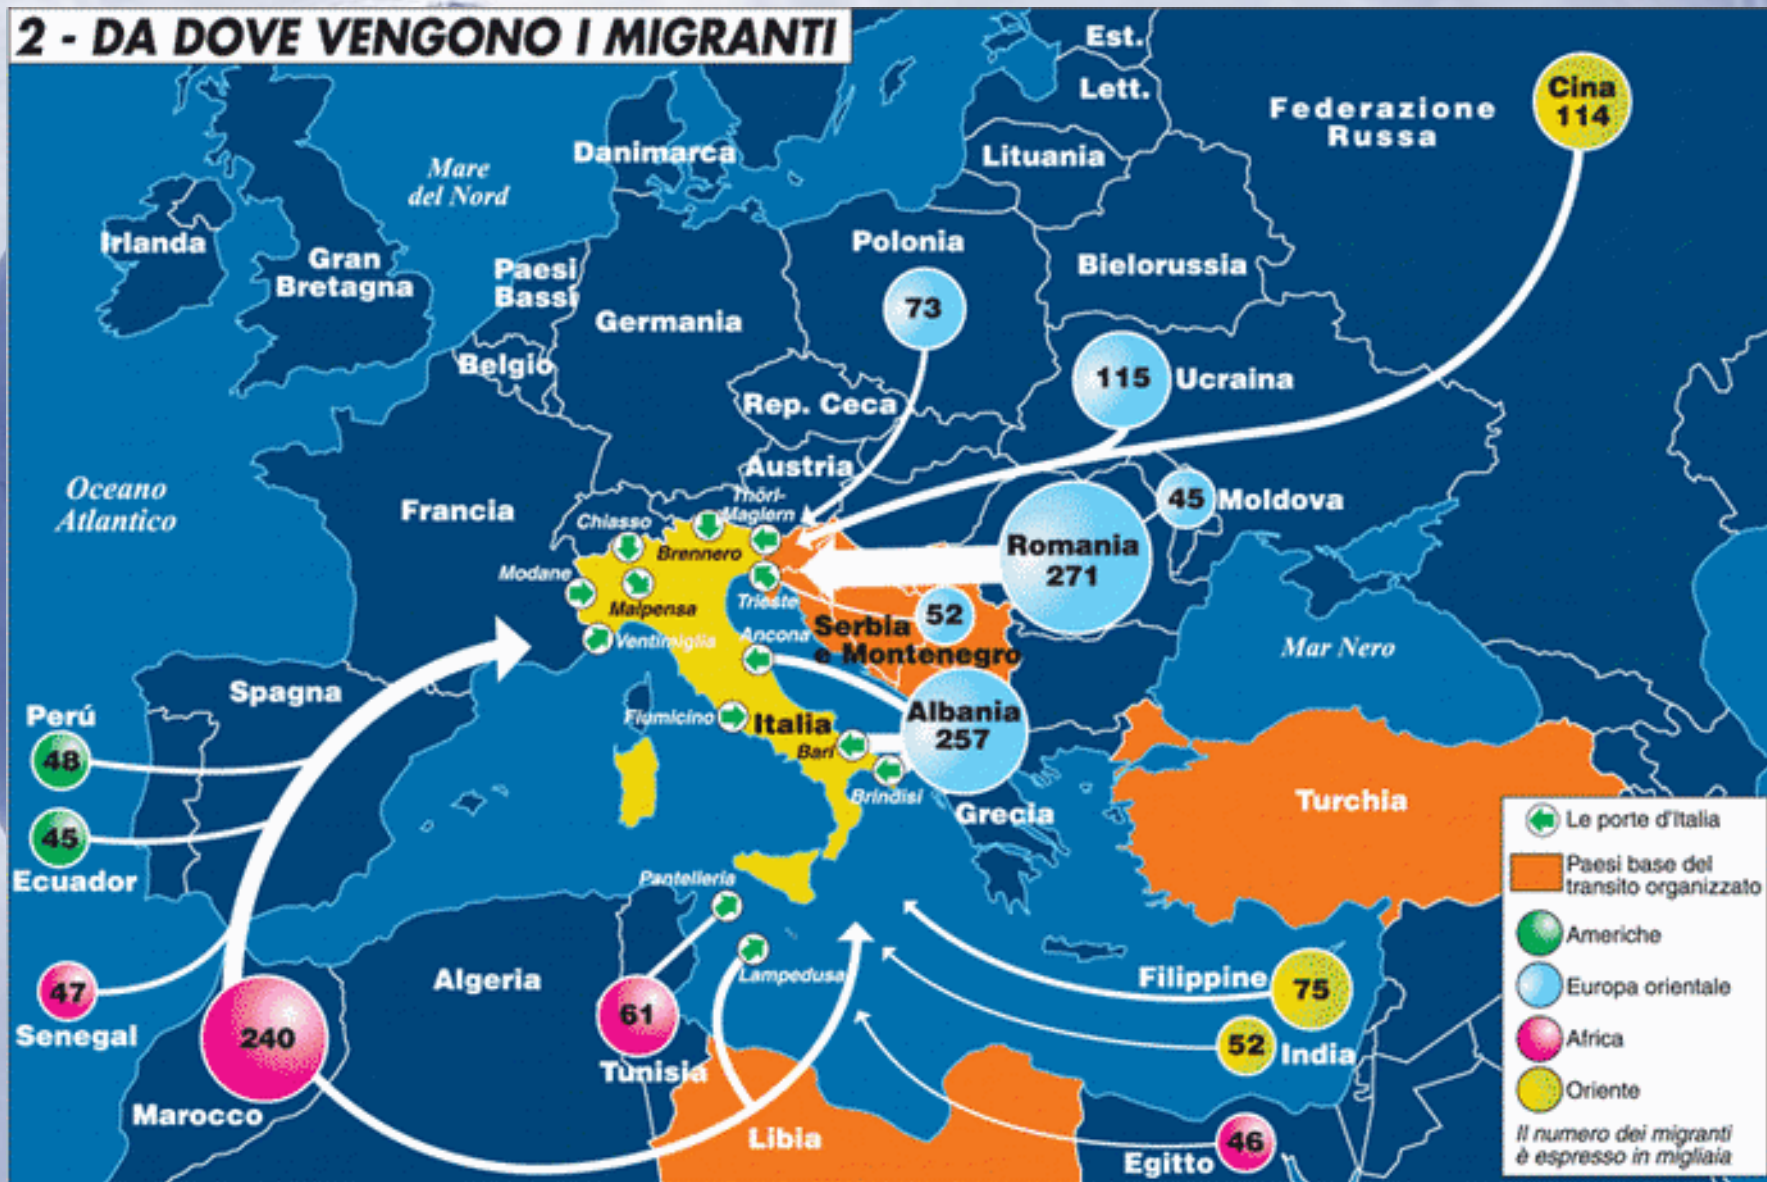 2 - DA DOVE VENGONO I MIGRANTI
Est.
Lett.
Lituania
Federazione
Russa
Cina
114
Danimarca
Mare
del Nord
Irlanda
Gran
Bretagna
Paesi
Bassi
Polonia
73
Bielorussia
Germania
Belgio
115
Ucraina
Rep. Ceca
Austria
Oceano
Atlantico
Francia
45
Moldova
Chiasso
Thörl-
Maglern
Brennero
Romania
271
Modane
Malpensa
Trieste
52
Serbia
e Montenegro
Ventimiglia
Ancona
Mar Nero
Spagna
Perú
48
Fiumicino
Italia
Bari
Albania
257
Brindisi
Grecia
Turchia
45
Ecuador
Pantelleria
Lampedusa
47
Senegal
Algeria
240
Marocco
61
Tunisia
Libia
Filippine
75
52
India
46
Egitto
Le porte d'Italia
Paesi base del
transito organizzato
Americhe
Europa orientale
Africa
Oriente
Il numero dei migranti
è espresso in migliaia